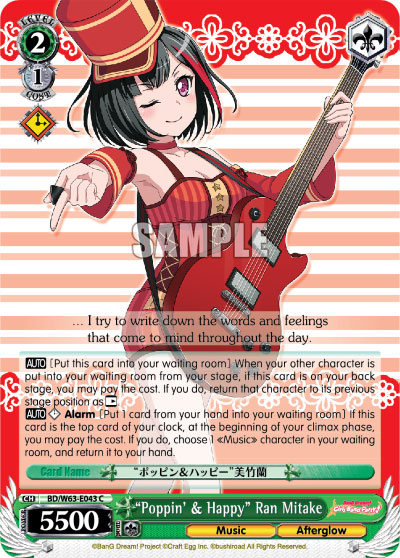 LEVEL
2
1
COST
SAMPLE
... I try to write down the words and feelings
that come to mind throughout the day.
AUTO [Put this card into your waiting room] When your other character is
put into your waiting room from your stage, if this card is on your back
stage, you may pay the cost. If you do, return that character to its previous
stage position as
AUTO Alarm [Put 1 card from your hand into your waiting room] If this
card is the top card of your clock, at the beginning of your climax phase,
you may pay the cost. If you do, choose 1 «Music» character in your waiting
room, and return it to your hand.
Card Name
“ポッピン&ハッピー”美竹蘭
CH BD/W63-E043 C
“Poppin' & Happy” Ran Mitake
POWER
5500
Music
Afterglow
©BanG Dream! Project ©Craft Egg Inc. ©bushiroad All Rights Reserved.